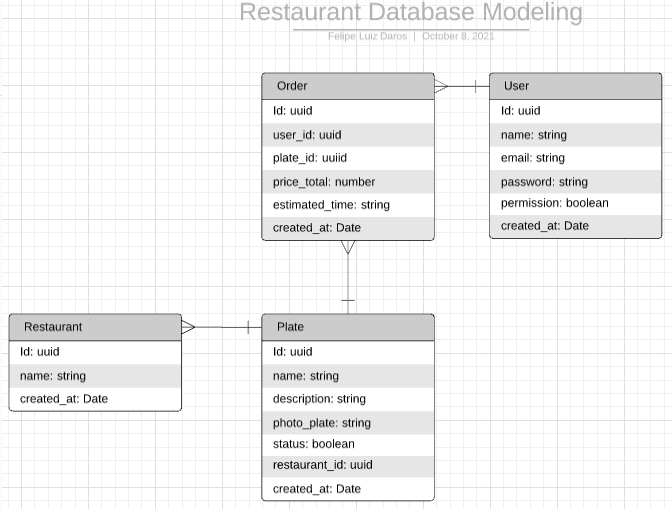 Restaurant Database Modeling
Felipe Luiz Daros | October 8, 2021
Order
Id: uuid
user_id: uuid
plate_id: uuiid
price_total: number
estimated_time: string
created_at: Date
User
Id: uuid
name: string
email: string
password: string
permission: boolean
created_at: Date
Restaurant
Id: uuid
name: string
created_at: Date
Plate
Id: uuid
name: string
description: string
photo_plate: string
status: boolean
restaurant_id: uuid
created_at: Date